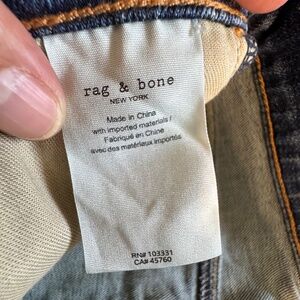 rag & bone
NEW YORK
Made in China
with imported materials /
Fabriqué en Chine
avec des matériaux importés
RN# 103331
CA# 45760